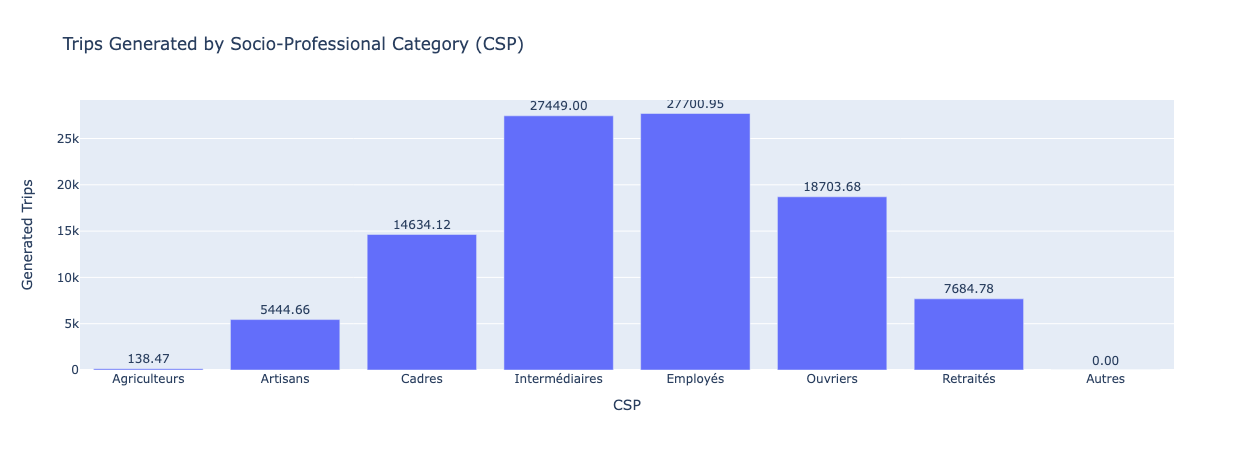 Trips Generated by Socio-Professional Category (CSP)
27449.00
27700.95
25k
20k
18703.68
15k
14634.12
10k
7684.78
5444.66
5k
138.47
0.00
0
Generated Trips
Agriculteurs
Artisans
Cadres
Intermédiaires
Employés
Ouvriers
Retraités
Autres
CSP